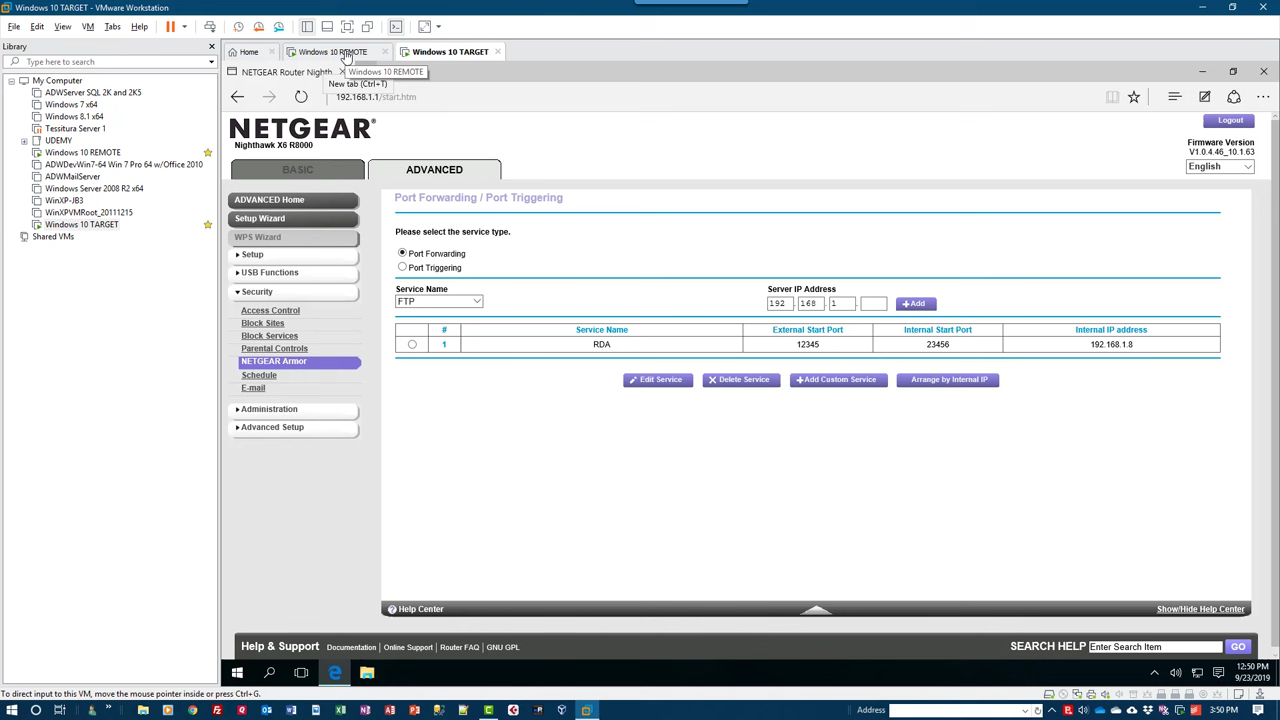 Windows 10 TARGET - VMware Workstation
File Edit View VM Tabs Help
Library
Type here to search
My Computer
ADWServer SQL 2K and 2K5
Windows 7 x64
Windows 8.1 x64
Tessitura Server 1
UDEMY
Windows 10 REMOTE
ADWDevWin7-64 Win 7 Pro 64 w/Office 2010
ADWMailServer
Windows Server 2008 R2 x64
WinXP-JB3
WinXPVMRoot_20111215
Windows 10 TARGET
Shared VMs
Home Windows 10 REMOTE Windows 10 TARGET
NETGEAR Router Nighth
Windows 10 REMOTE
New tab (Ctrl+T)
192.168.1.1/start.htm
NETGEAR®
Nighthawk X6 R8000
Logout
Firmware Version
V1.0.4.46_10.1.63
English
BASIC ADVANCED
ADVANCED Home
Setup Wizard
WPS Wizard
Setup
USB Functions
Security
Access Control
Block Sites
Block Services
Parental Controls
NETGEAR Armor
Schedule
E-mail
Administration
Advanced Setup
Port Forwarding / Port Triggering
Please select the service type.
Port Forwarding
Port Triggering
Service Name Server IP Address
FTP 192 . 168 . 1 . +Add
# Service Name External Start Port Internal Start Port Internal IP address
1 RDA 12345 23456 192.168.1.8
Edit Service Delete Service +Add Custom Service Arrange by Internal IP
Help Center Show/Hide Help Center
Help & Support Documentation | Online Support | Router FAQ | GNU GPL SEARCH HELP Enter Search Item GO
12:50 PM
9/23/2019
To direct input to this VM, move the mouse pointer inside or press Ctrl+G.
Address
3:50 PM